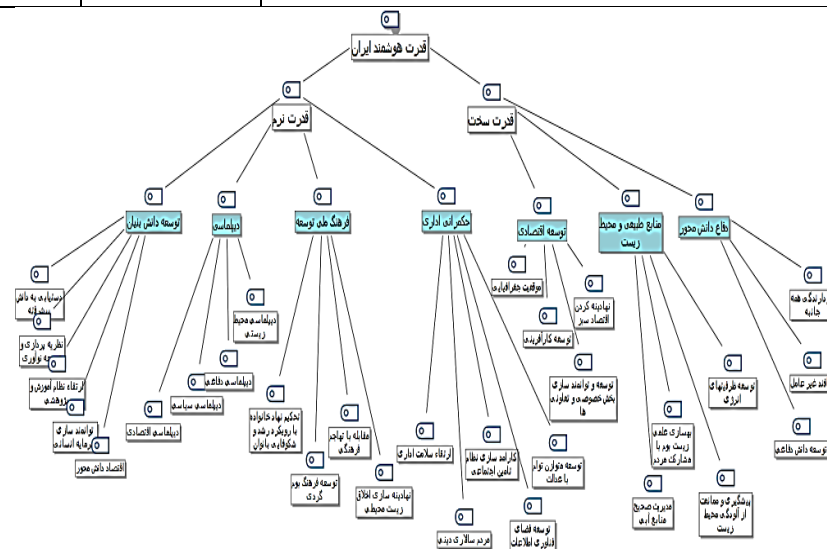 قدرت هوشمند ایران
قدرت سخت
قدرت نرم
دفاع دانش محور
منابع طبیعی و محیط
زیست
توسعه اقتصادی
حکمرانی اداری
فرهنگ ملی توسعه
دیپلماسی
توسعه دانش بنیان
همه
جانبه
غیر عامل
توسعه دانش دفاعی
توسعه ظرفیتهای
انرژی
پیشگیری و ممانعت
از آلودگی محیط
زیست
بهسازی علمی
زیست بوم با
مشارکت مردم
مدیریت صحیح
منابع آبی
نهادینه کردن
اقتصاد سبز
موقعیت جغرافیایی
توسعه کارآفرینی
توسعه و توانمند سازی
بخش خصوصی و تعاونی
ها
توسعه متوازن توام
با عدالت
توسعه فضای
فناوری اطلاعات
کارامد سازی نظام
تامین اجتماعی
مردم سالاری دینی
ارتقاء سلامت اداری
نهادینه سازی اخلاق
زیست محیطی
مقابله با تهاجم
فرهنگی
توسعه فرهنگ بوم
گردی
تحکیم نهاد خانواده
با رویکرد رشد و
شکوفایی بانوان
دیپلماسی محیط
زیستی
دیپلماسی دفاعی
دیپلماسی سیاسی
دیپلماسی اقتصادی
دستیابی به دانش
پیشرفته
نظریه پردازی و
نوآوری
ارتقاء نظام آموزش و
پژوهشی
توانمند سازی
سرمایه انسانی
اقتصاد دانش محور